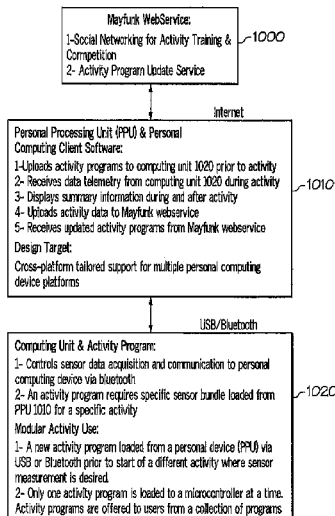 Mayfunk WebService:
1-Social Networking for Activity Training &
Competition
2- Activity Program Update Service
1000
Internet
Personal Processing Unit (PPU) & Personal
Computing Client Software:
1-Uploads activity programs to computing unit 1020 prior to activity
2- Receives data telemetry from computing unit 1020 during activity
3- Displays summary information during and after activity
4- Uploads activity data to Mayfunk webservice
5- Receives updated activity programs from Mayfunk webservice
Design Target:
Cross-platform tailored support for multiple personal computing
device platforms
1010
USB/Bluetooth
Computing Unit & Activity Program:
1- Controls sensor data acquisition and communication to personal
computing device via bluetooth
2- An activity program requires specific sensor bundle loaded from
PPU 1010 for a specific activity
1020
Modular Activity Use:
1- A new activity program loaded from a personal device (PPU) via
USB or Bluetooth prior to start of a different activity where sensor
measurement is desired.
2- Only one activity program is loaded to a microcontroller at a time.
Activity programs are offered to users from a collection of programs